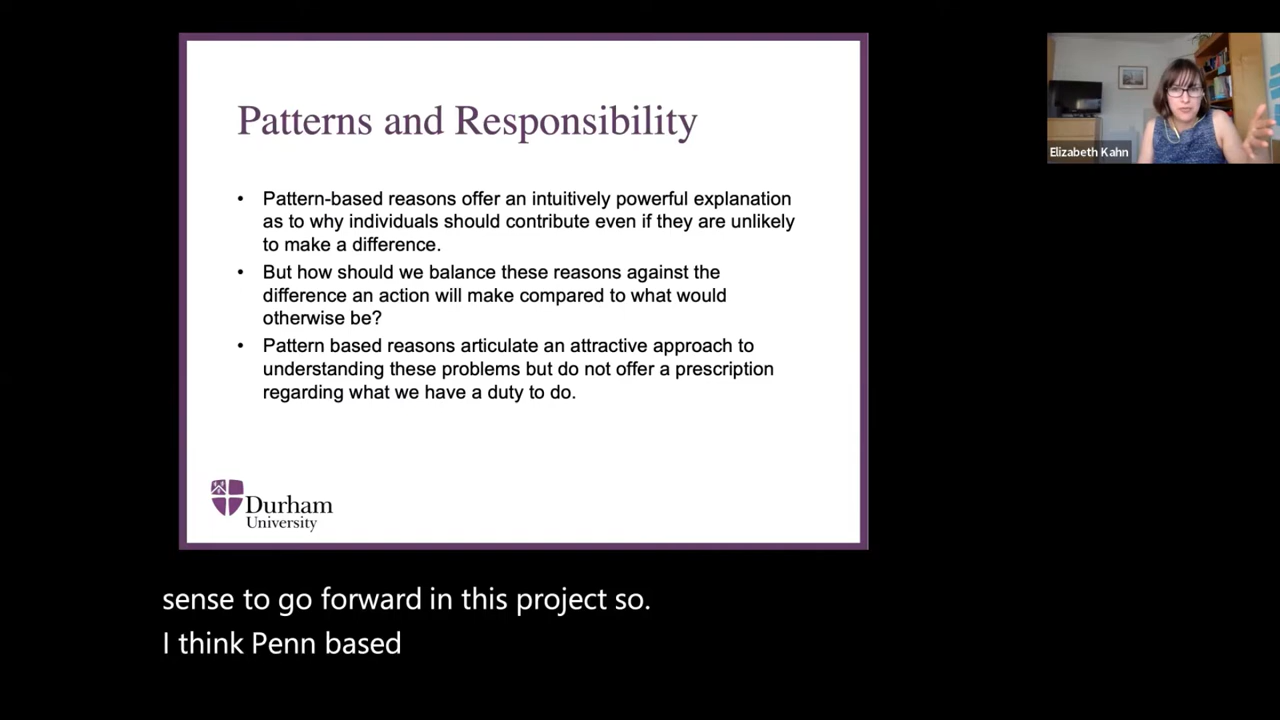 Patterns and Responsibility
• Pattern-based reasons offer an intuitively powerful explanation
as to why individuals should contribute even if they are unlikely
to make a difference.
• But how should we balance these reasons against the
difference an action will make compared to what would
otherwise be?
• Pattern based reasons articulate an attractive approach to
understanding these problems but do not offer a prescription
regarding what we have a duty to do.
Durham
University
Elizabeth Kahn
sense to go forward in this project so.
I think Penn based